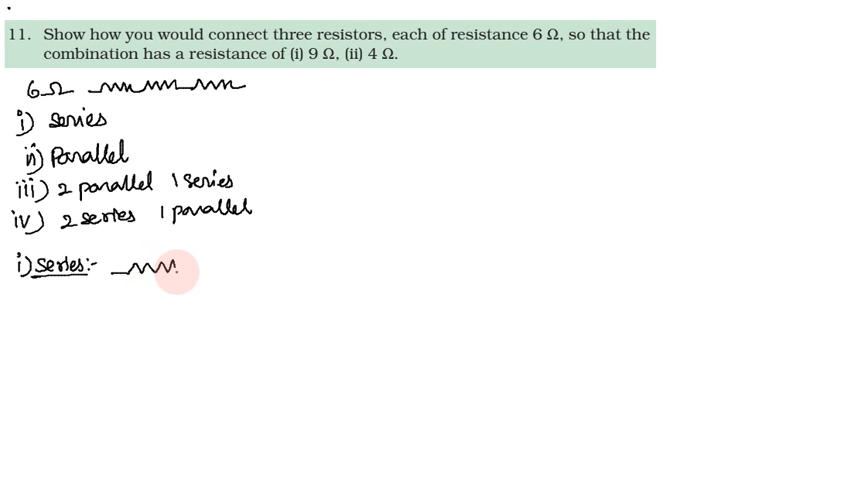 11. Show how you would connect three resistors, each of resistance 6 Ω, so that the
combination has a resistance of (i) 9 Ω, (ii) 4 Ω.
6Ω
i) series
ii) Parallel
iii) 2 parallel 1 series
iv) 2 series 1 parallel
i) series:-